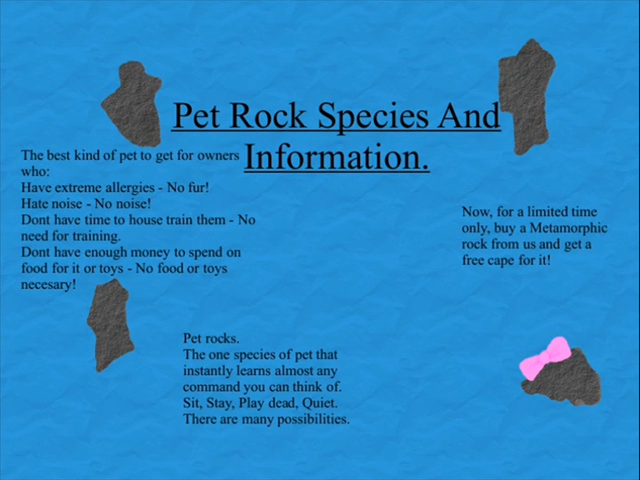 Pet Rock Species And
Information.
The best kind of pet to get for owners
who:
Have extreme allergies - No fur!
Hate noise - No noise!
Dont have time to house train them - No
need for training.
Dont have enough money to spend on
food for it or toys - No food or toys
necesary!
Now, for a limited time
only, buy a Metamorphic
rock from us and get a
free cape for it!
Pet rocks.
The one species of pet that
instantly learns almost any
command you can think of.
Sit, Stay, Play dead, Quiet.
There are many possibilities.